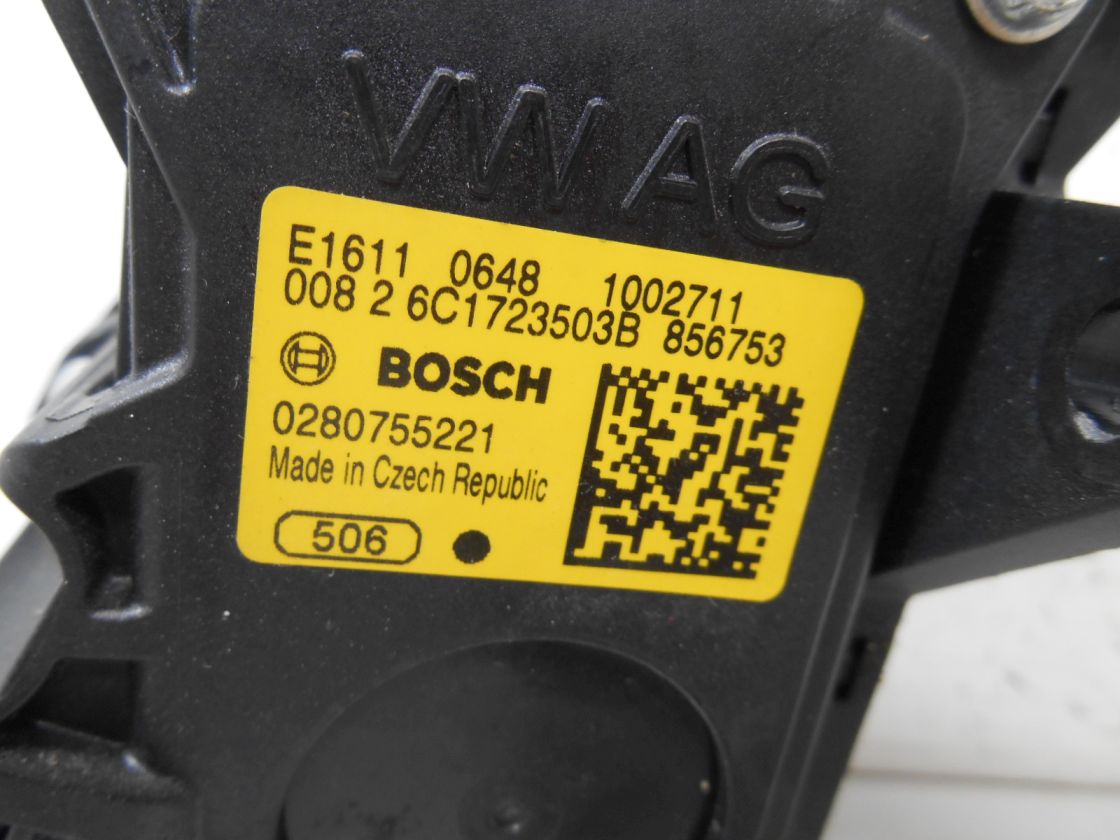 VW AG
E1611 0648 1002711
008 2 6C1723503B 856753
BOSCH
0280755221
Made in Czech Republic
506